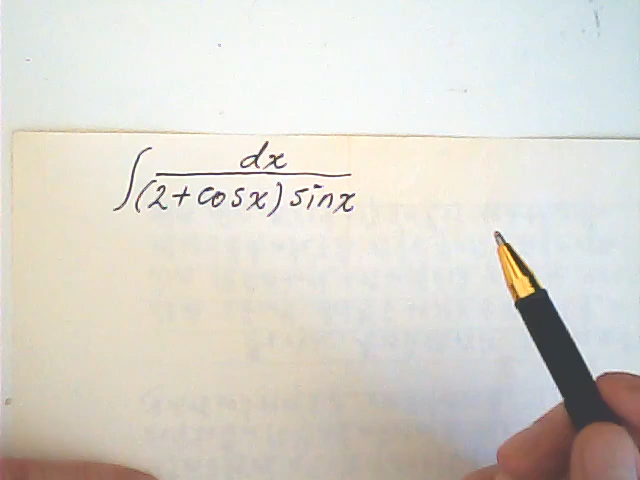 ∫ dx / (2+cosx) sinx